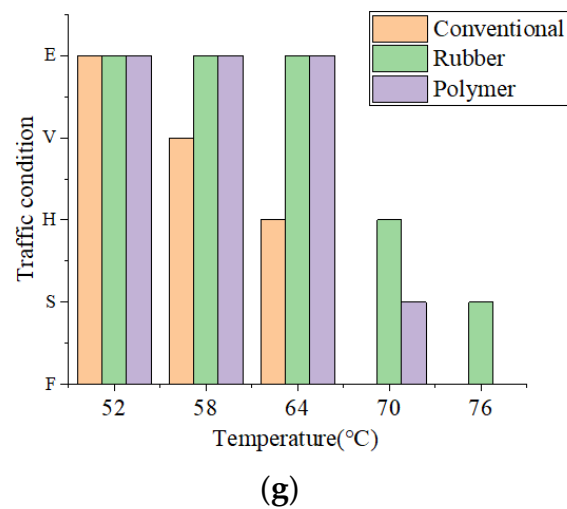 Conventional
Rubber
Polymer
E
V
H
S
F
Traffic condition
52 58 64 70 76
Temperature(°C)
(g)